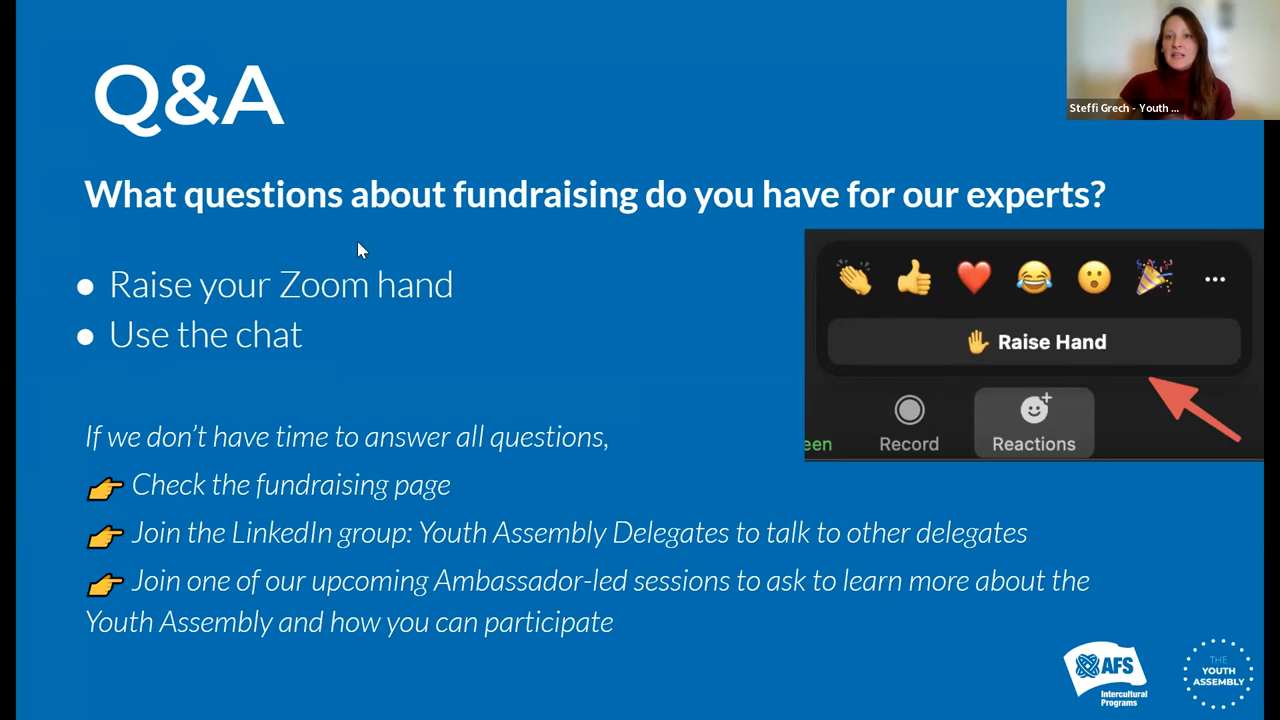 Q&A
Steffi Grech - Youth ...
What questions about fundraising do you have for our experts?
● Raise your Zoom hand
● Use the chat
✋ Raise Hand
een
Record
Reactions
If we don't have time to answer all questions,
👉 Check the fundraising page
👉 Join the LinkedIn group: Youth Assembly Delegates to talk to other delegates
👉 Join one of our upcoming Ambassador-led sessions to ask to learn more about the
Youth Assembly and how you can participate
AFS
Intercultural
Programs
THE
YOUTH
ASSEMBLY